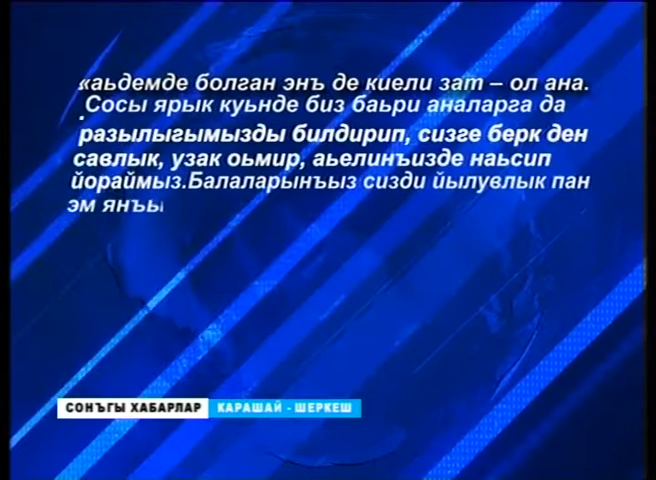 «аьдемде болган энъ де киели зат – ол ана.
Сосы ярык куьнде биз баьри аналарга да
разылыгымызды билдирип, сизге берк ден
савлык, узак оьмир, аьелинъизде наьсип
йораймыз.Балаларынъыз сизди йылувлык пан
эм янъы
СОНЪГЫ ХАБАРЛАР КАРАШАЙ - ШЕРКЕШ